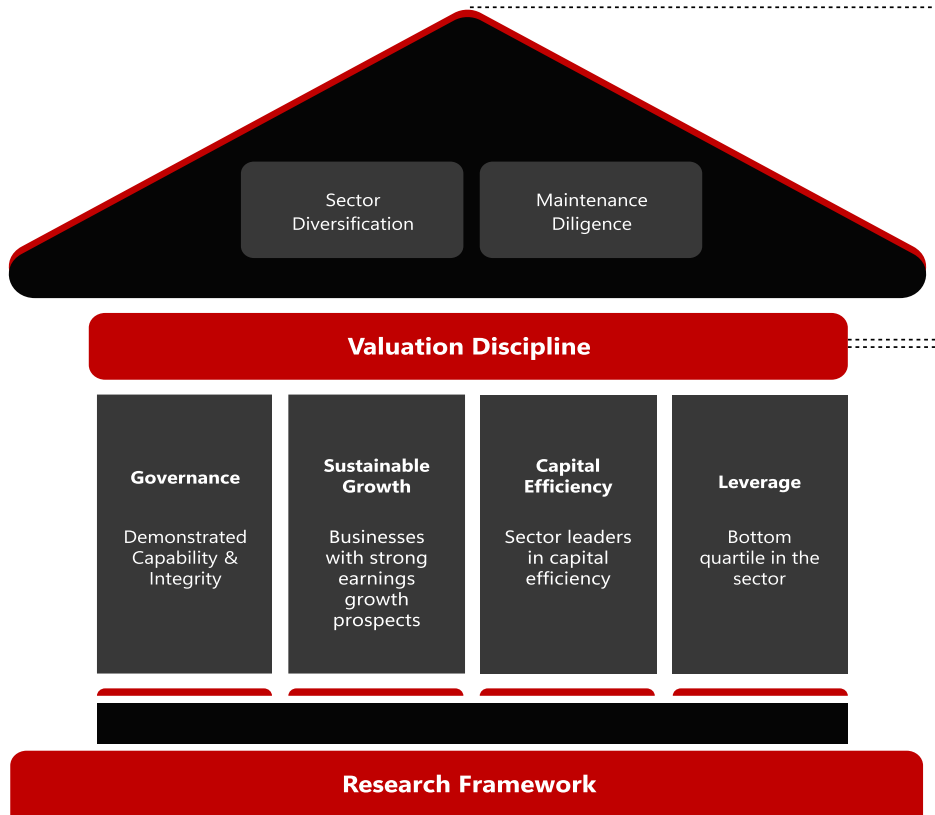 Sector
Diversification
Maintenance
Diligence
Valuation Discipline
Governance
Demonstrated
Capability &
Integrity
Sustainable
Growth
Businesses
with strong
earnings
growth
prospects
Capital
Efficiency
Sector leaders
in capital
efficiency
Leverage
Bottom
quartile in the
sector
Research Framework